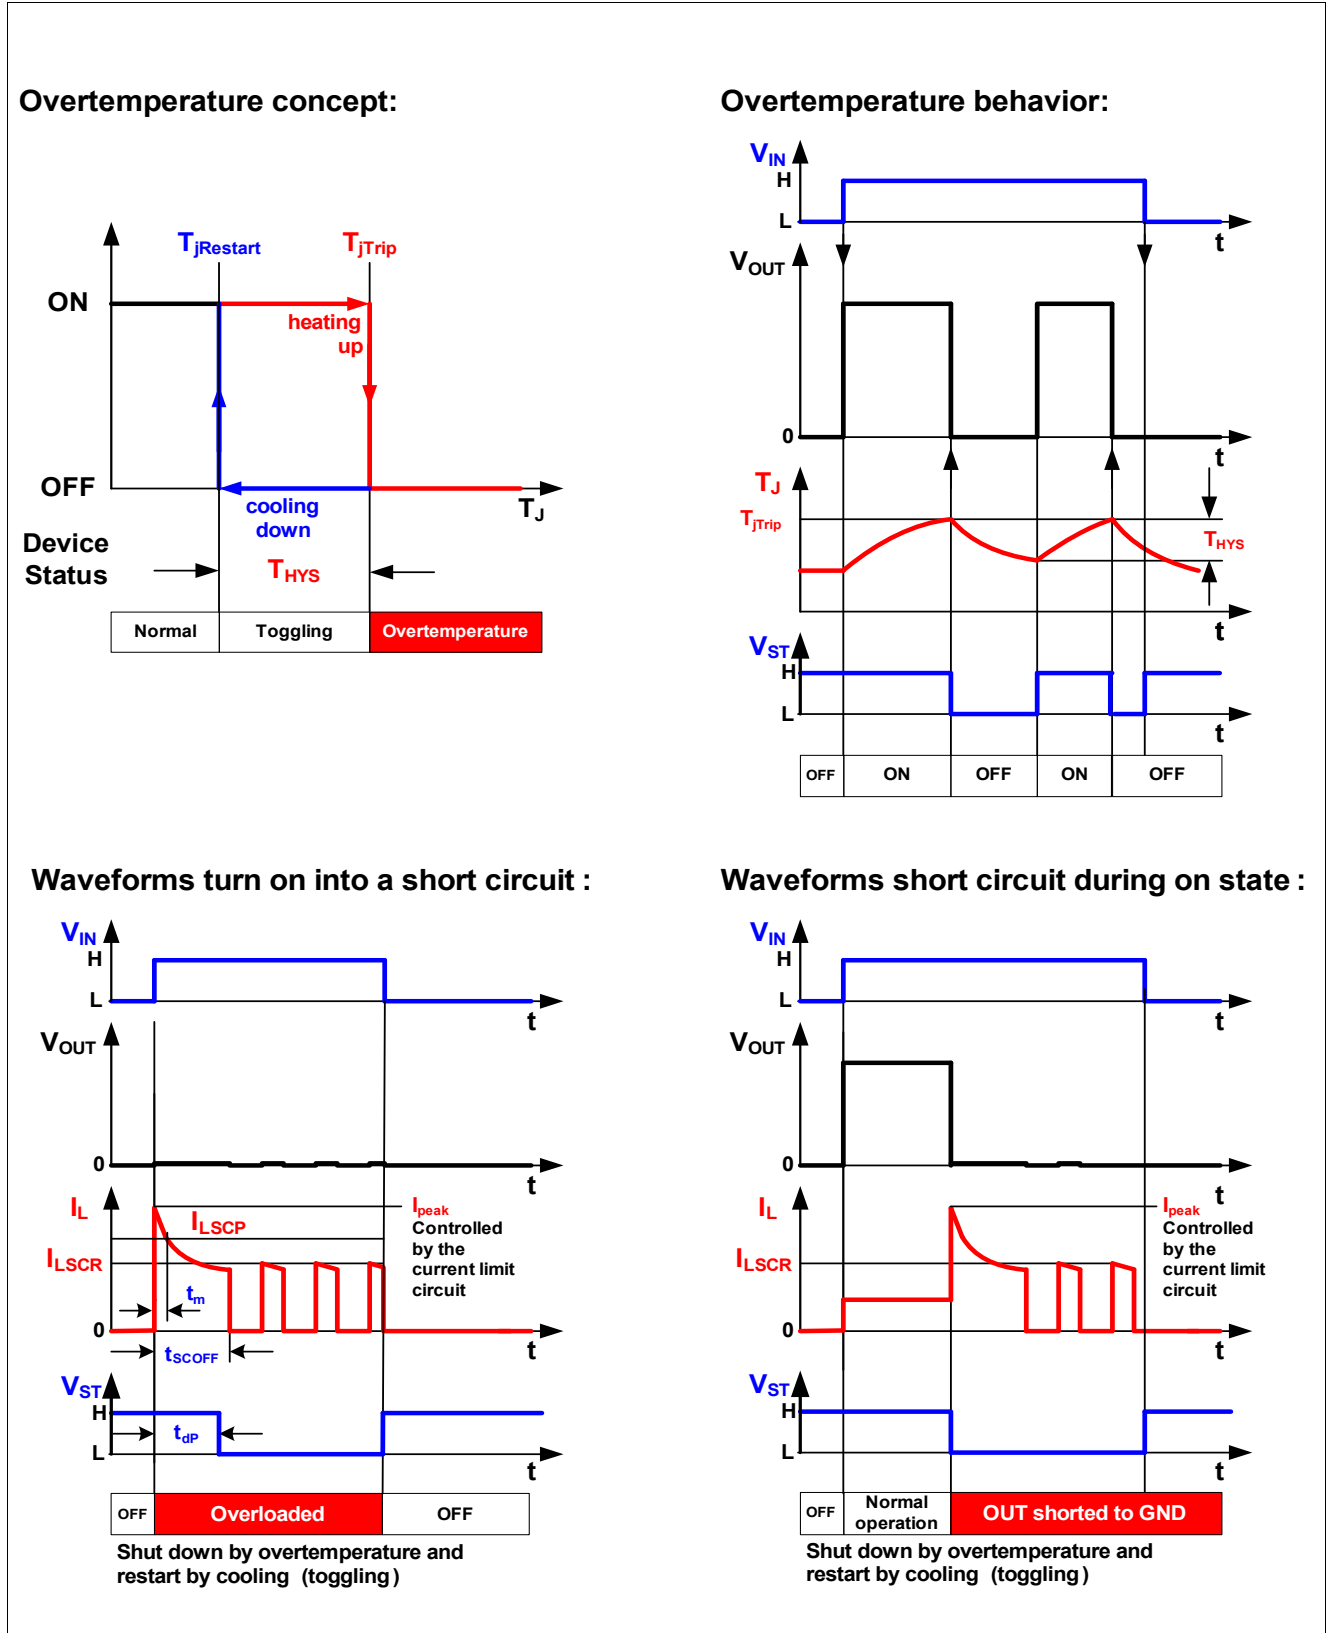 Overtemperature concept:
TjRestart
TjTrip
ON
heating
up
OFF
cooling
down
TJ
Device
Status
THYS
Normal
Toggling
Overtemperature
Overtemperature behavior:
VIN
H
L
t
VOUT
0
t
TJ
TjTrip
THYS
t
VST
H
L
t
OFF
ON
OFF
ON
OFF
Waveforms turn on into a short circuit :
VIN
H
L
t
VOUT
0
t
IL
Ipeak
Controlled
by the
current limit
circuit
ILSCP
ILSCR
tm
0
t
tSCOFF
VST
H
tdP
L
t
OFF
Overloaded
OFF
Shut down by overtemperature and
restart by cooling (toggling)
Waveforms short circuit during on state :
VIN
H
L
t
VOUT
0
t
IL
Ipeak
Controlled
by the
current limit
circuit
ILSCR
0
t
VST
H
L
t
OFF
Normal
operation
OUT shorted to GND
Shut down by overtemperature and
restart by cooling (toggling)